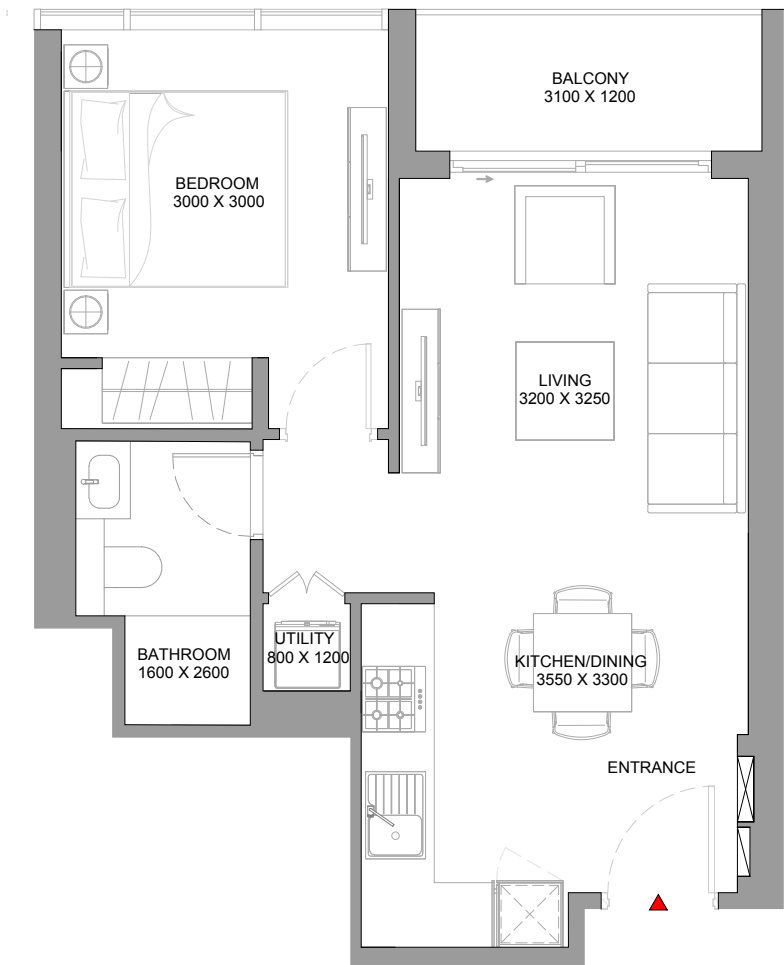 BALCONY
3100 X 1200
BEDROOM
3000 X 3000
LIVING
3200 X 3250
UTILITY
800 X 1200
BATHROOM
1600 X 2600
KITCHEN/DINING
3550 X 3300
ENTRANCE